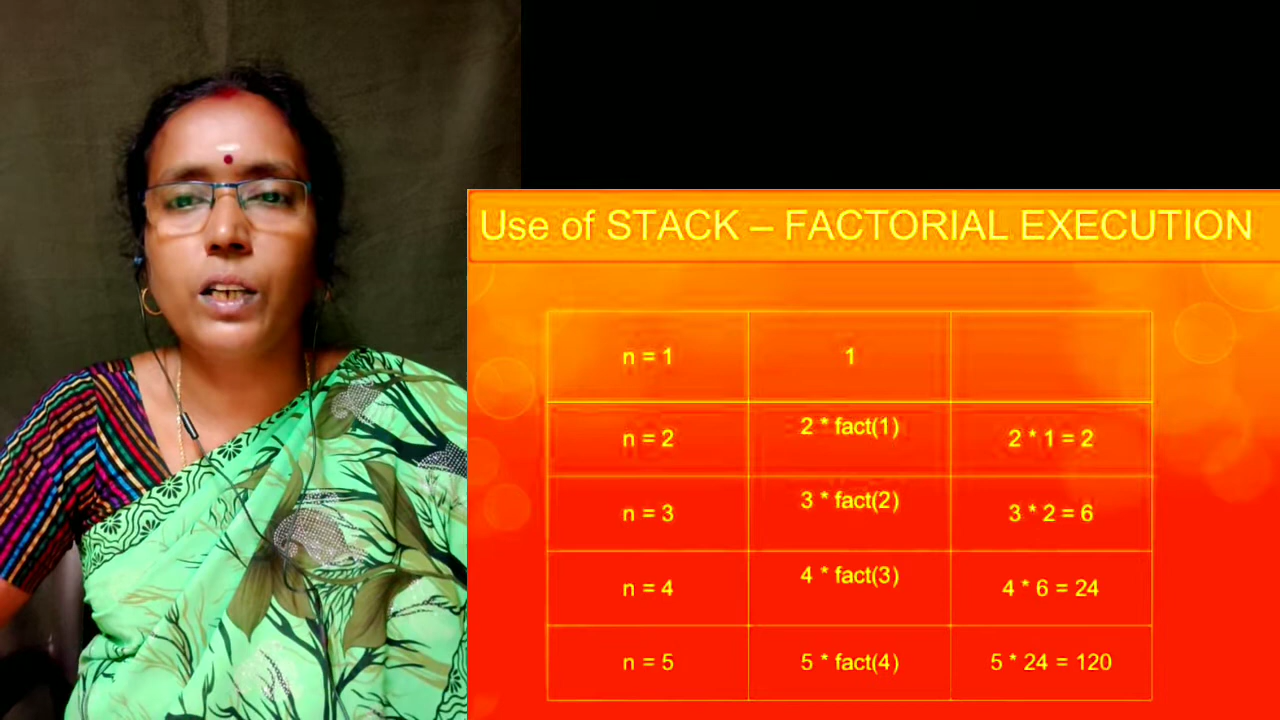 Use of STACK – FACTORIAL EXECUTION
n = 1 1
n = 2 2 * fact(1) 2 * 1 = 2
n = 3 3 * fact(2) 3 * 2 = 6
n = 4 4 * fact(3) 4 * 6 = 24
n = 5 5 * fact(4) 5 * 24 = 120